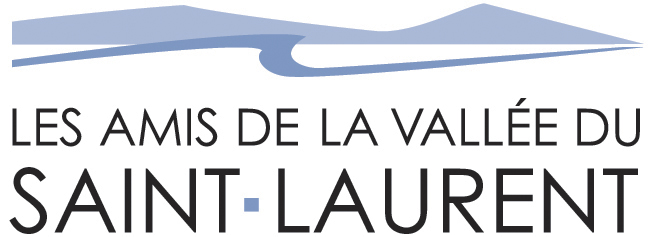 LES AMIS DE LA VALLÉE DU
SAINT-LAURENT